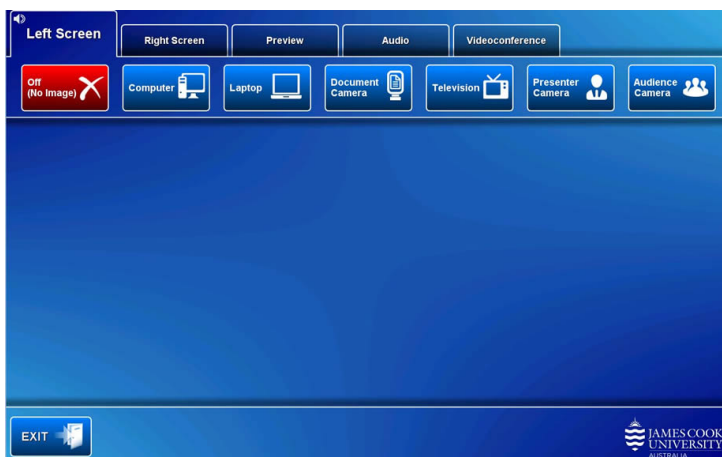 Left Screen
Right Screen
Preview
Audio
Videoconference
Off
(No Image)
Computer
Laptop
Document
Camera
Television
Presenter
Camera
Audience
Camera
EXIT
JAMES COOK
UNIVERSITY
AUSTRALIA